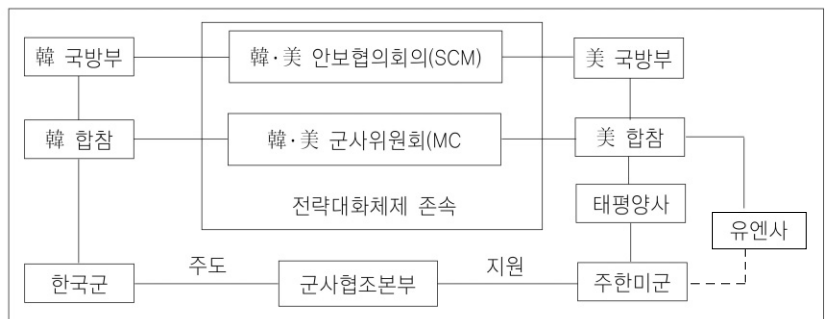 韓 국방부
韓·美 안보협의회의(SCM)
美 국방부
韓 합참
韓·美 군사위원회(MC
美 합참
전략대화체제 존속
태평양사
유엔사
한국군
주도
군사협조본부
지원
주한미군